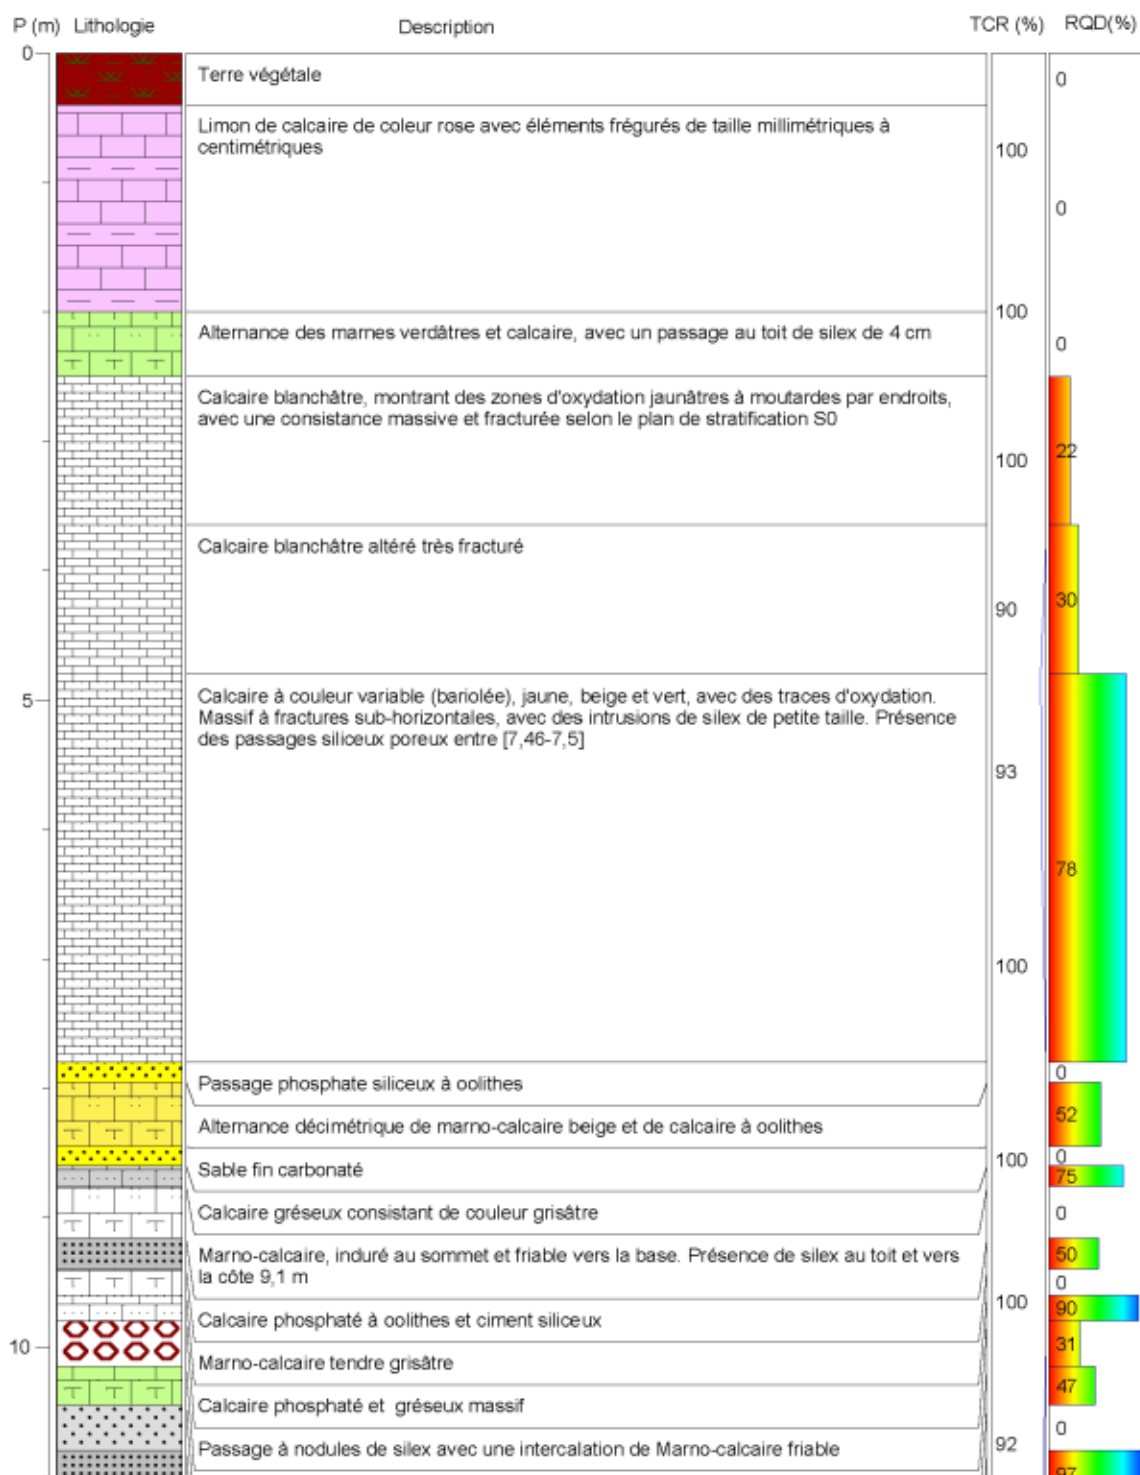 P (m) Lithologie Description TCR (%) RQD(%)
0
Terre végétale
0
Limon de calcaire de coleur rose avec éléments frégurés de taille millimétriques à
centimétriques
100
0
100
Alternance des marnes verdâtres et calcaire, avec un passage au toit de silex de 4 cm
0
Calcaire blanchâtre, montrant des zones d'oxydation jaunâtres à moutardes par endroits,
avec une consistance massive et fracturée selon le plan de stratification S0
22
100
Calcaire blanchâtre altéré très fracturé
30
90
5
Calcaire à couleur variable (bariolée), jaune, beige et vert, avec des traces d'oxydation.
Massif à fractures sub-horizontales, avec des intrusions de silex de petite taille. Présence
des passages siliceux poreux entre [7,46-7,5]
93
78
100
0
Passage phosphate siliceux à oolithes
52
Alternance décimétrique de marno-calcaire beige et de calcaire à oolithes
0
100
Sable fin carbonaté
75
Calcaire gréseux consistant de couleur grisâtre
0
Marno-calcaire, induré au sommet et friable vers la base. Présence de silex au toit et vers
la côte 9,1 m
50
0
100
90
Calcaire phosphaté à oolithes et ciment siliceux
31
10
Marno-calcaire tendre grisâtre
47
Calcaire phosphaté et gréseux massif
0
92
Passage à nodules de silex avec une intercalation de Marno-calcaire friable
97